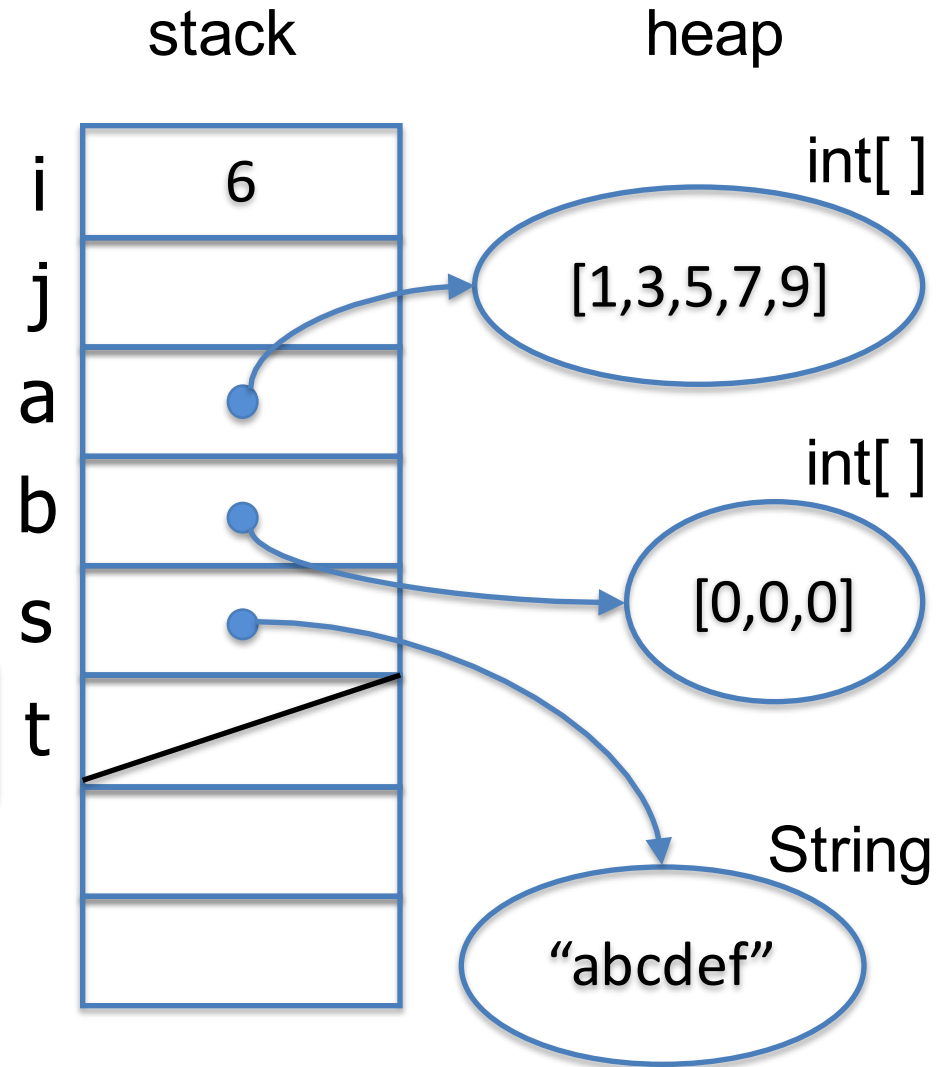 stack heap
int[ ]
i 6
j [1,3,5,7,9]
a
int[ ]
b
[0,0,0]
s
t
String
“abcdef”